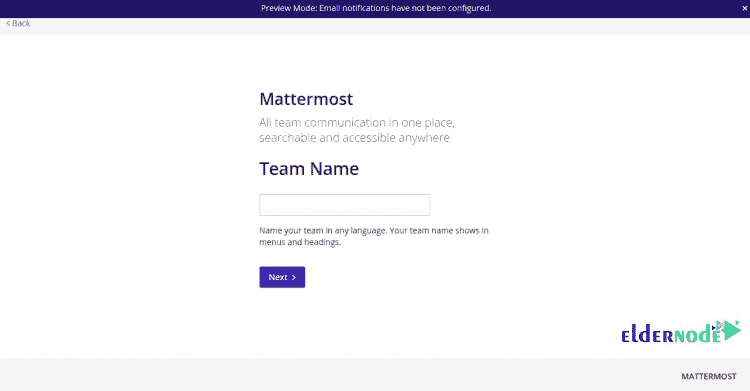 Preview Mode: Email notifications have not been configured.
×
< Back
Mattermost
All team communication in one place,
searchable and accessible anywhere
Team Name
Name your team in any language. Your team name shows in
menus and headings.
Next >
ELDERNODE
MATTERMOST